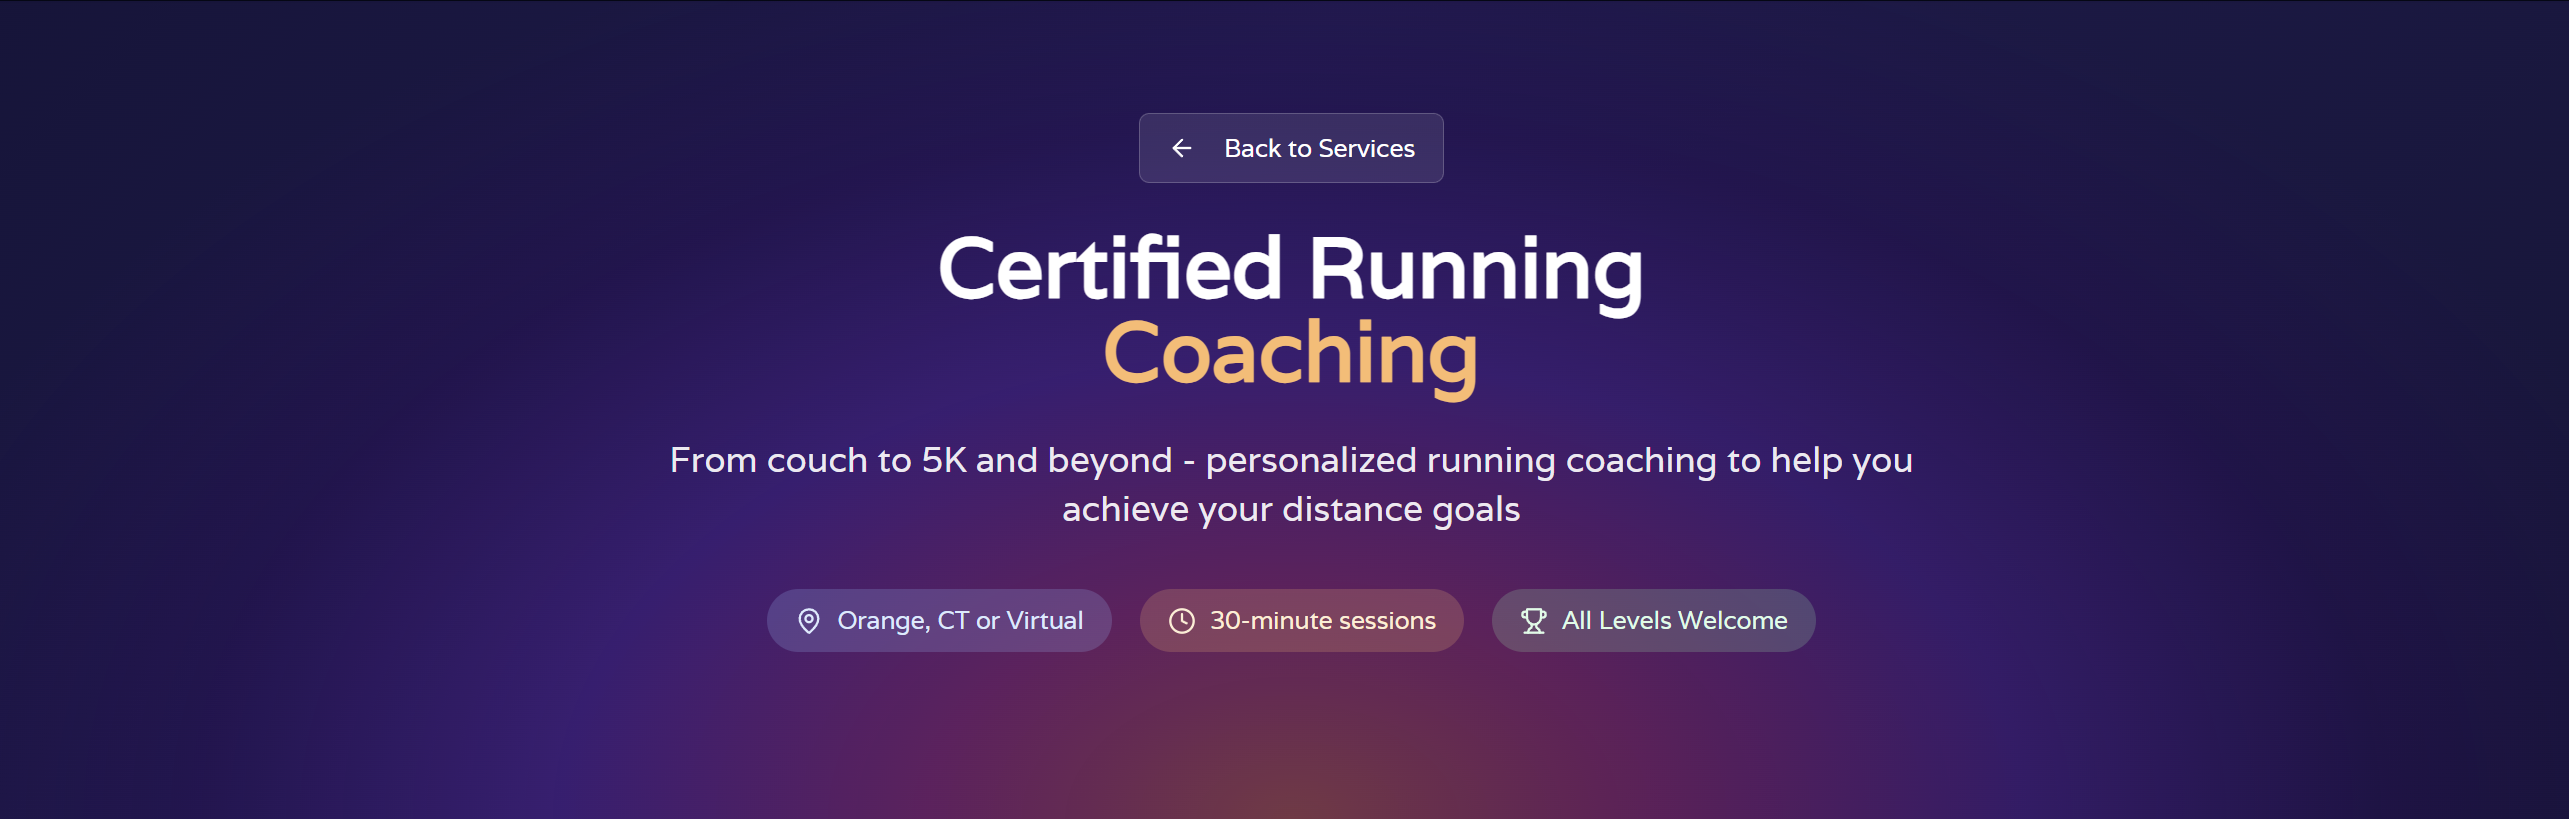 Back to Services
Certified Running
Coaching
From couch to 5K and beyond - personalized running coaching to help you
achieve your distance goals
Orange, CT or Virtual
30-minute sessions
All Levels Welcome